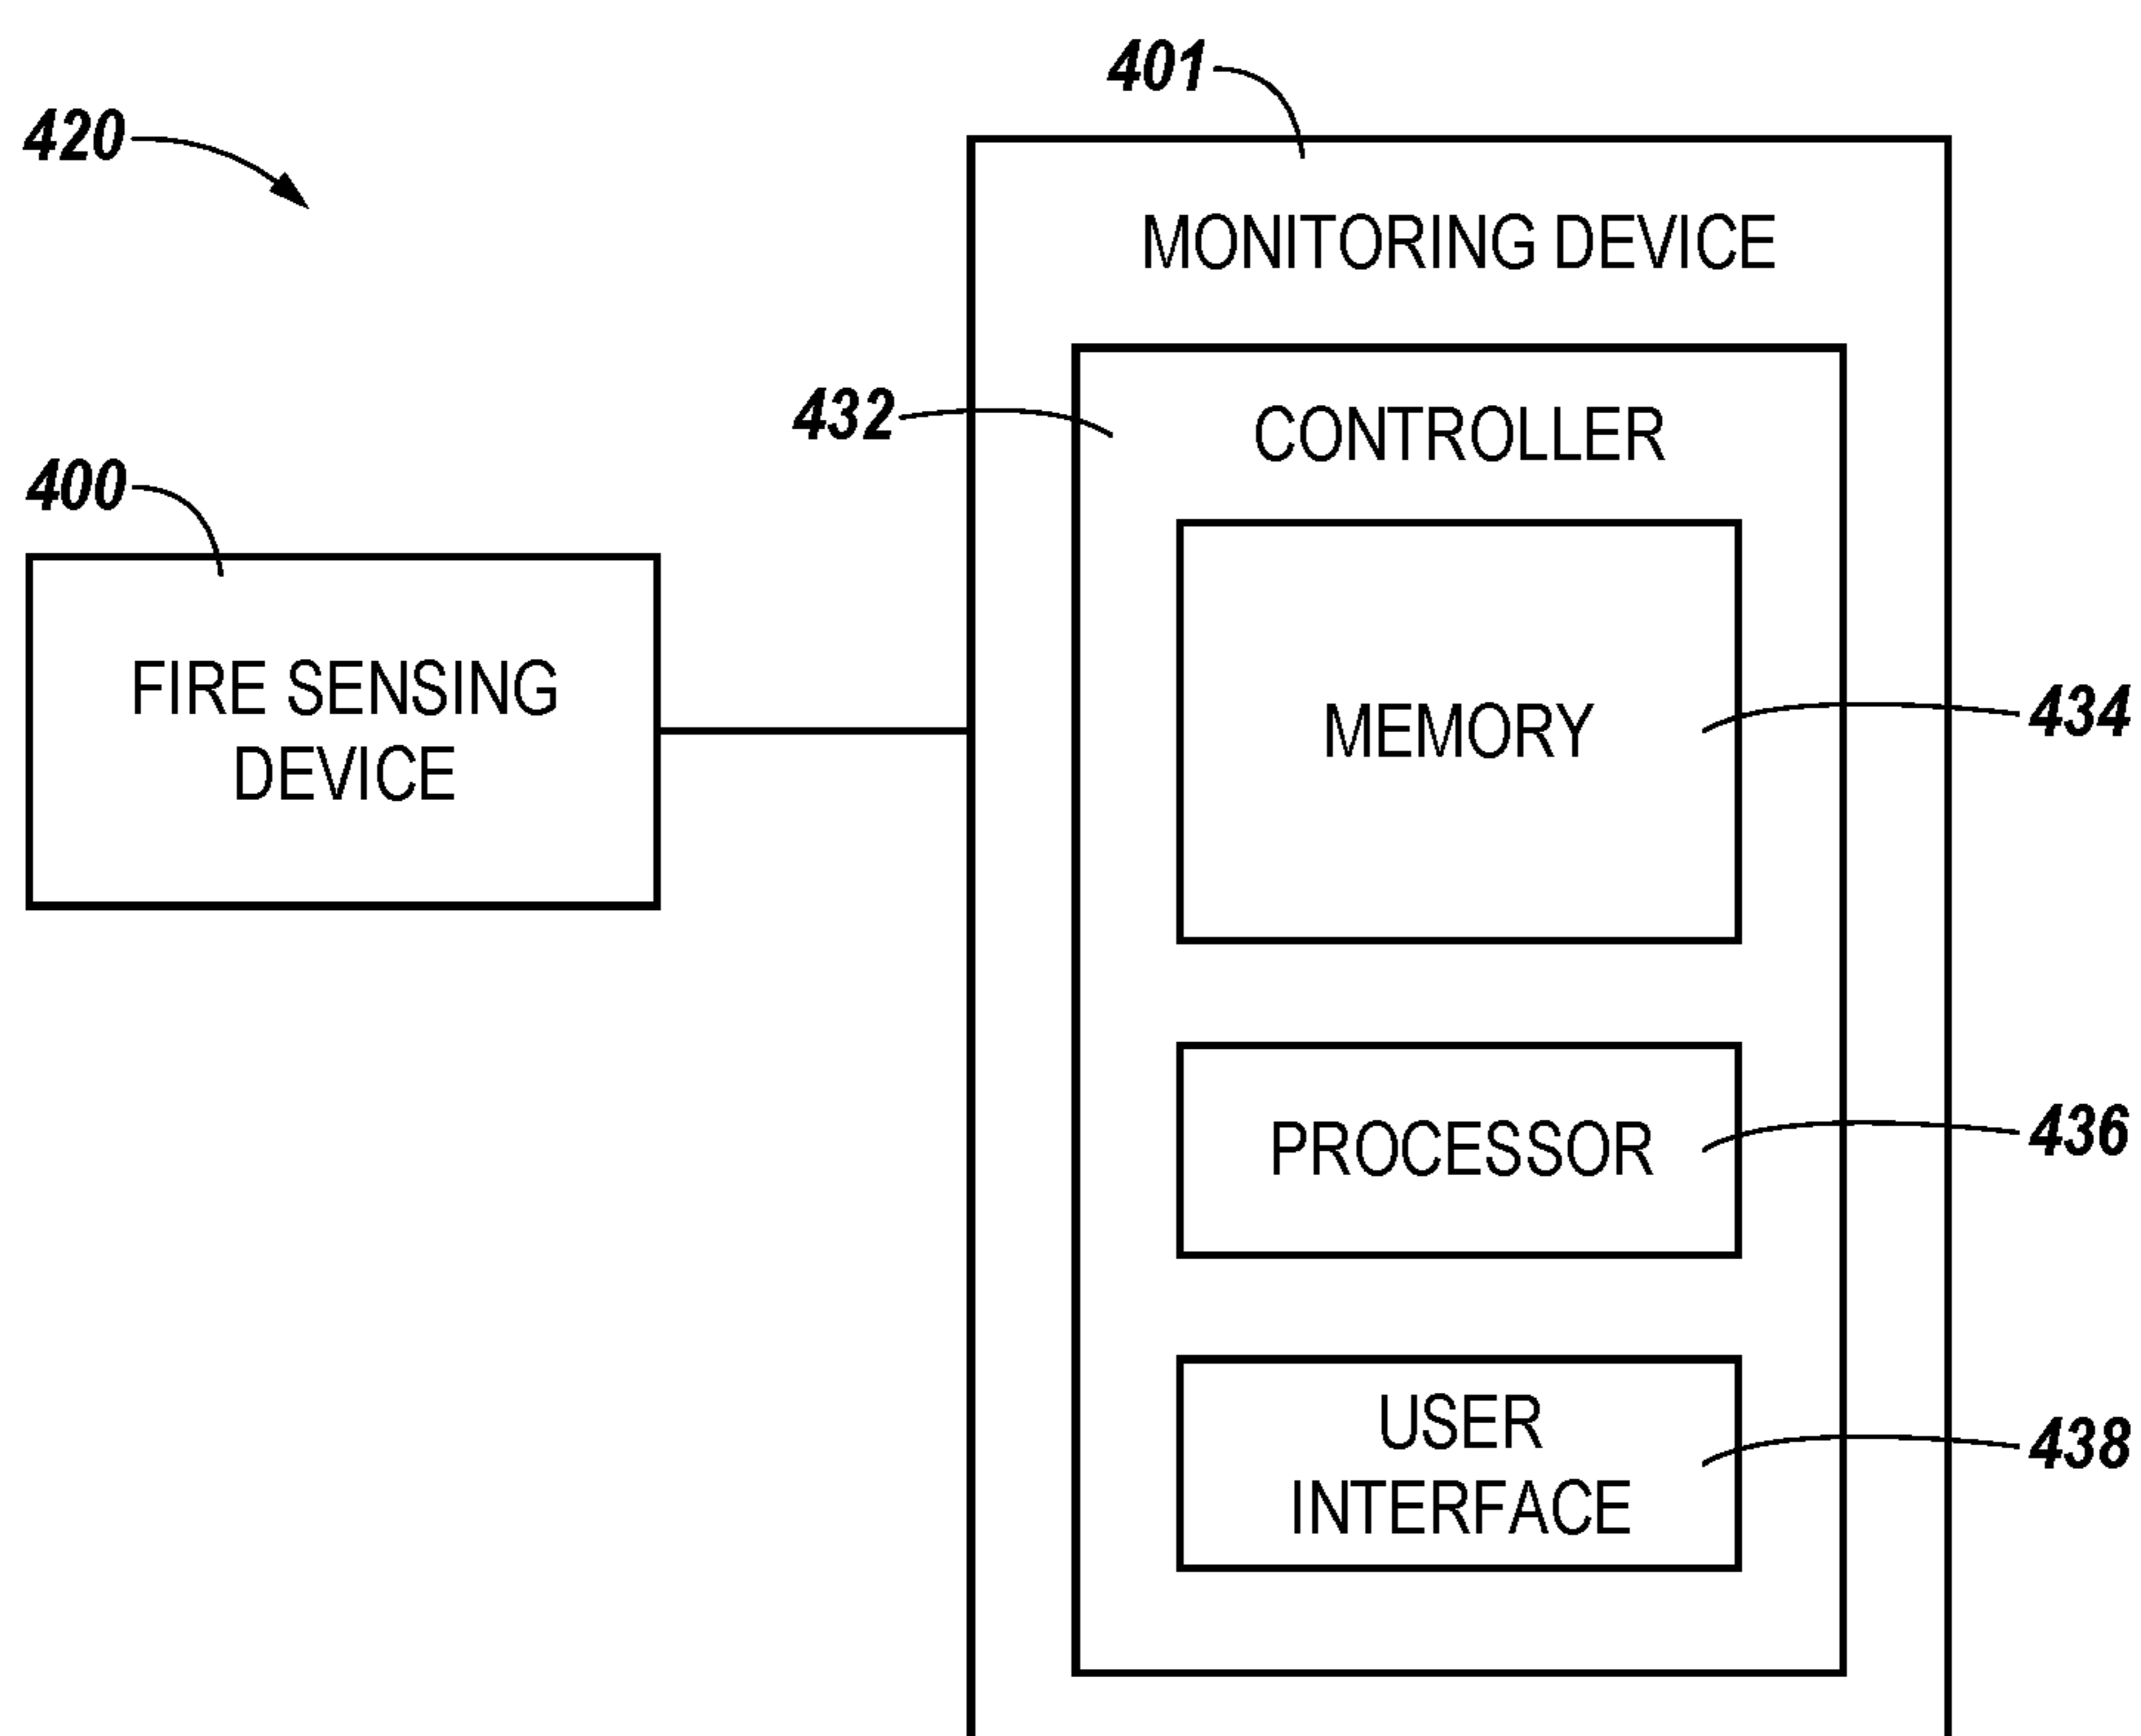 401
420
MONITORING DEVICE
432
CONTROLLER
400
FIRE SENSING
DEVICE
MEMORY
434
PROCESSOR
436
USER
INTERFACE
438